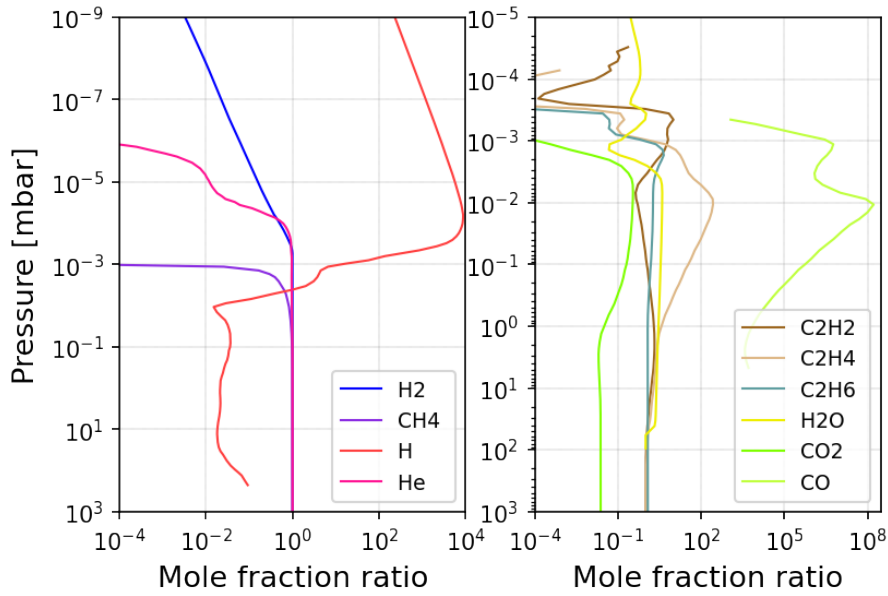 Pressure [mbar]
10⁻⁹
10⁻⁷
10⁻⁵
10⁻³
10⁻¹
10¹
10³
H2
CH4
H
He
10⁻⁴
10⁻²
10⁰
10²
10⁴
Mole fraction ratio
10⁻⁵
10⁻⁴
10⁻³
10⁻²
10⁻¹
10⁰
10¹
10²
10³
C2H2
C2H4
C2H6
H2O
CO2
CO
10⁻⁴
10⁻¹
10²
10⁵
10⁸
Mole fraction ratio